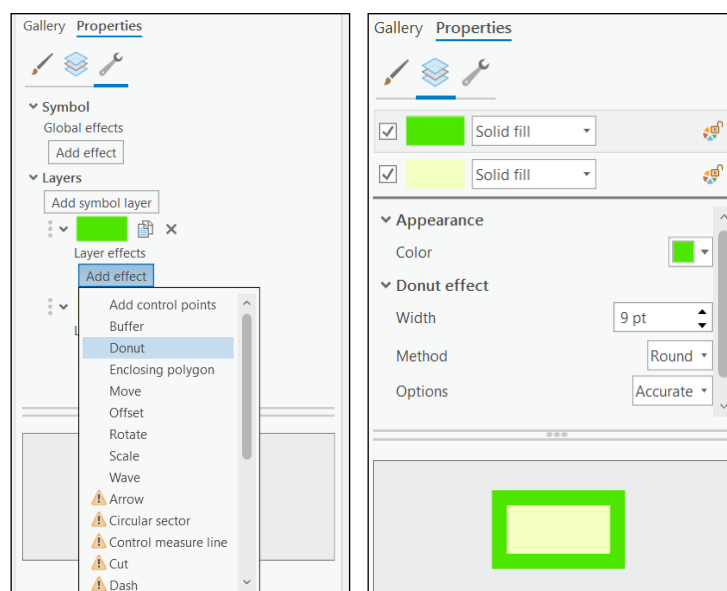 Gallery Properties
Symbol
Global effects
Add effect
Layers
Add symbol layer
Layer effects
Add effect
Add control points
Buffer
Donut
Enclosing polygon
Move
Offset
Rotate
Scale
Wave
Arrow
Circular sector
Control measure line
Cut
Dash
Gallery Properties
Solid fill
Solid fill
Appearance
Color
Donut effect
Width 9 pt
Method Round
Options Accurate